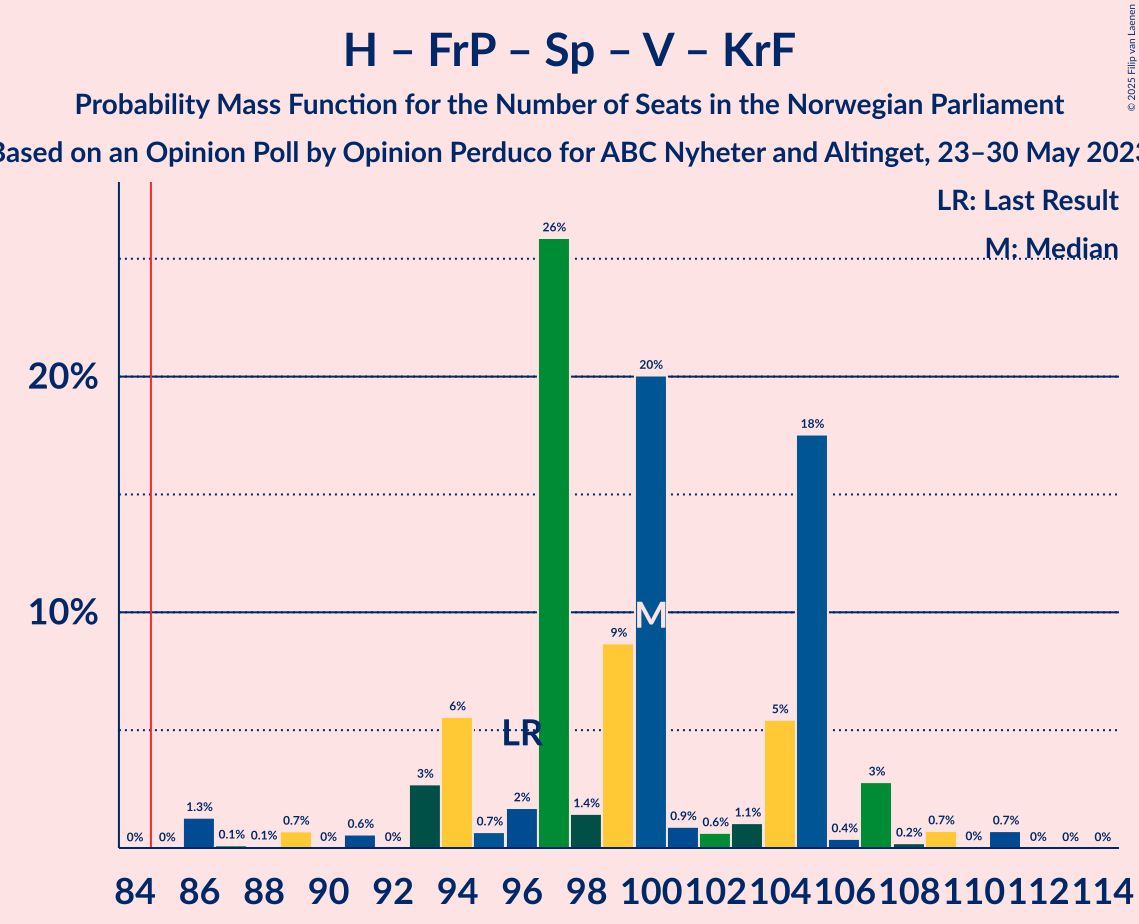 H – FrP – Sp – V – KrF
Probability Mass Function for the Number of Seats in the Norwegian Parliament
Based on an Opinion Poll by Opinion Perduco for ABC Nyheter and Altinget, 23–30 May 2023
© 2025 Filip van Laenen
LR: Last Result
M: Median
20%
10%
0% 0% 1.3% 0.1% 0.1% 0.7% 0% 0.6% 0% 3% 6% 0.7% 2% 26% 1.4% 9% 20% 0.9% 0.6% 1.1% 5% 18% 0.4% 3% 0.2% 0.7% 0% 0.7% 0% 0% 0%
LR
M
84 86 88 90 92 94 96 98 100 102 104 106 108 110 112 114